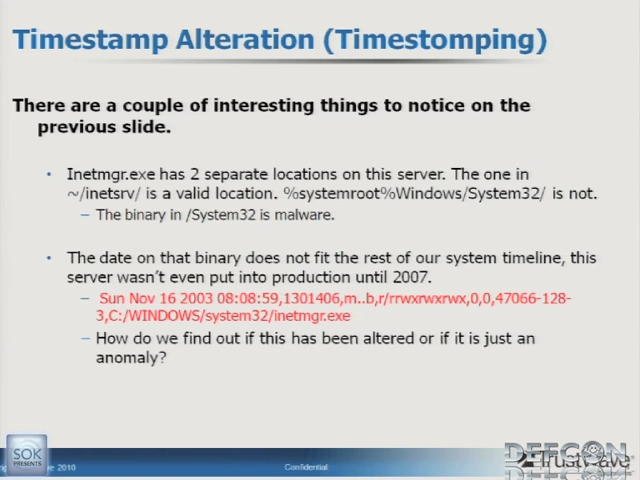 Timestamp Alteration (Timestomping)
There are a couple of interesting things to notice on the
previous slide.
• Inetmgr.exe has 2 separate locations on this server. The one in
~/inetsrv/ is a valid location. %systemroot%Windows/System32/ is not.
– The binary in /System32 is malware.
• The date on that binary does not fit the rest of our system timeline, this
server wasn't even put into production until 2007.
– Sun Nov 16 2003 08:08:59,1301406,m..b,r/rrwxrwxrwx,0,0,47066-128-
3,C:/WINDOWS/system32/inetmgr.exe
– How do we find out if this has been altered or if it is just an
anomaly?
SOK
PRESENTS
2010
Confidential
DEFCON
Trustwave